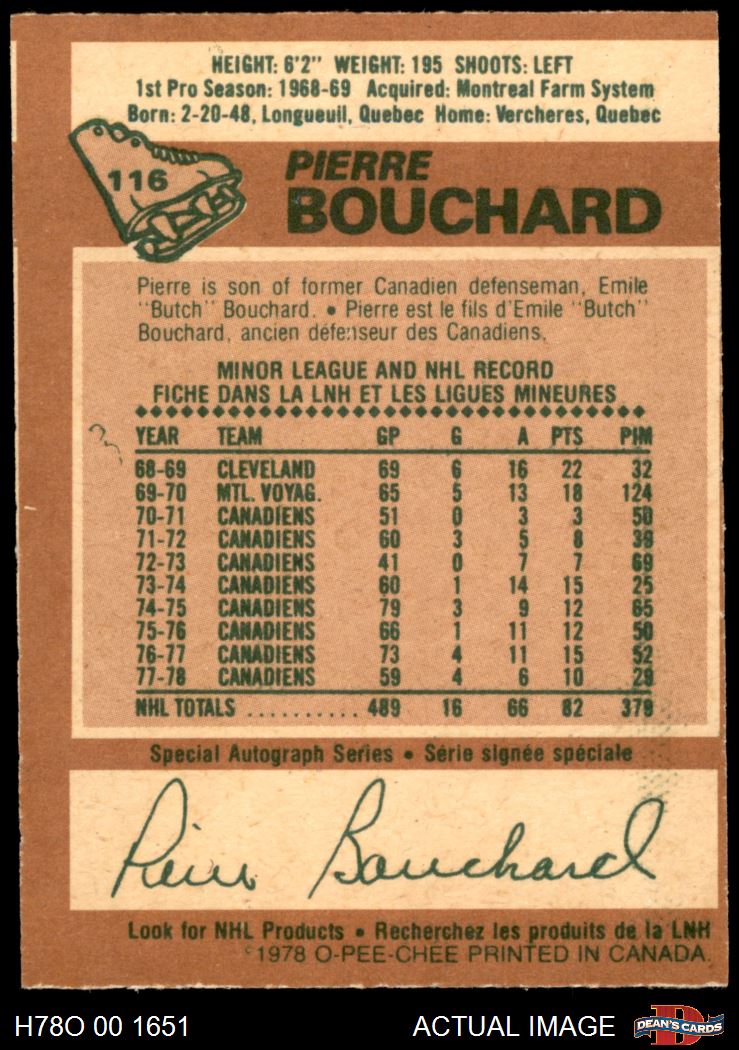 HEIGHT: 6'2" WEIGHT: 195 SHOOTS: LEFT
1st Pro Season: 1968-69 Acquired: Montreal Farm System
Born: 2-20-48, Longueuil, Quebec Home: Vercheres, Quebec
116
PIERRE
BOUCHARD
Pierre is son of former Canadien defenseman, Emile
"Butch" Bouchard. • Pierre est le fils d'Emile "Butch"
Bouchard, ancien défenseur des Canadiens.
MINOR LEAGUE AND NHL RECORD
FICHE DANS LA LNH ET LES LIGUES MINEURES
YEAR TEAM GP G A PTS PIM
68-69 CLEVELAND 69 6 16 22 32
69-70 MTL. VOYAG. 65 5 13 18 124
70-71 CANADIENS 51 0 3 3 50
71-72 CANADIENS 60 3 5 8 39
72-73 CANADIENS 41 0 7 7 69
73-74 CANADIENS 60 1 14 15 25
74-75 CANADIENS 79 3 9 12 65
75-76 CANADIENS 66 1 11 12 50
76-77 CANADIENS 73 4 11 15 52
77-78 CANADIENS 59 4 6 10 29
NHL TOTALS .......... 489 16 66 82 379
Special Autograph Series • Série signée spéciale
Pierre Bouchard
Look for NHL Products • Recherchez les produits de la LNH
©1978 O-PEE-CHEE PRINTED IN CANADA.
H78O 00 1651 ACTUAL IMAGE DEAN'S CARDS